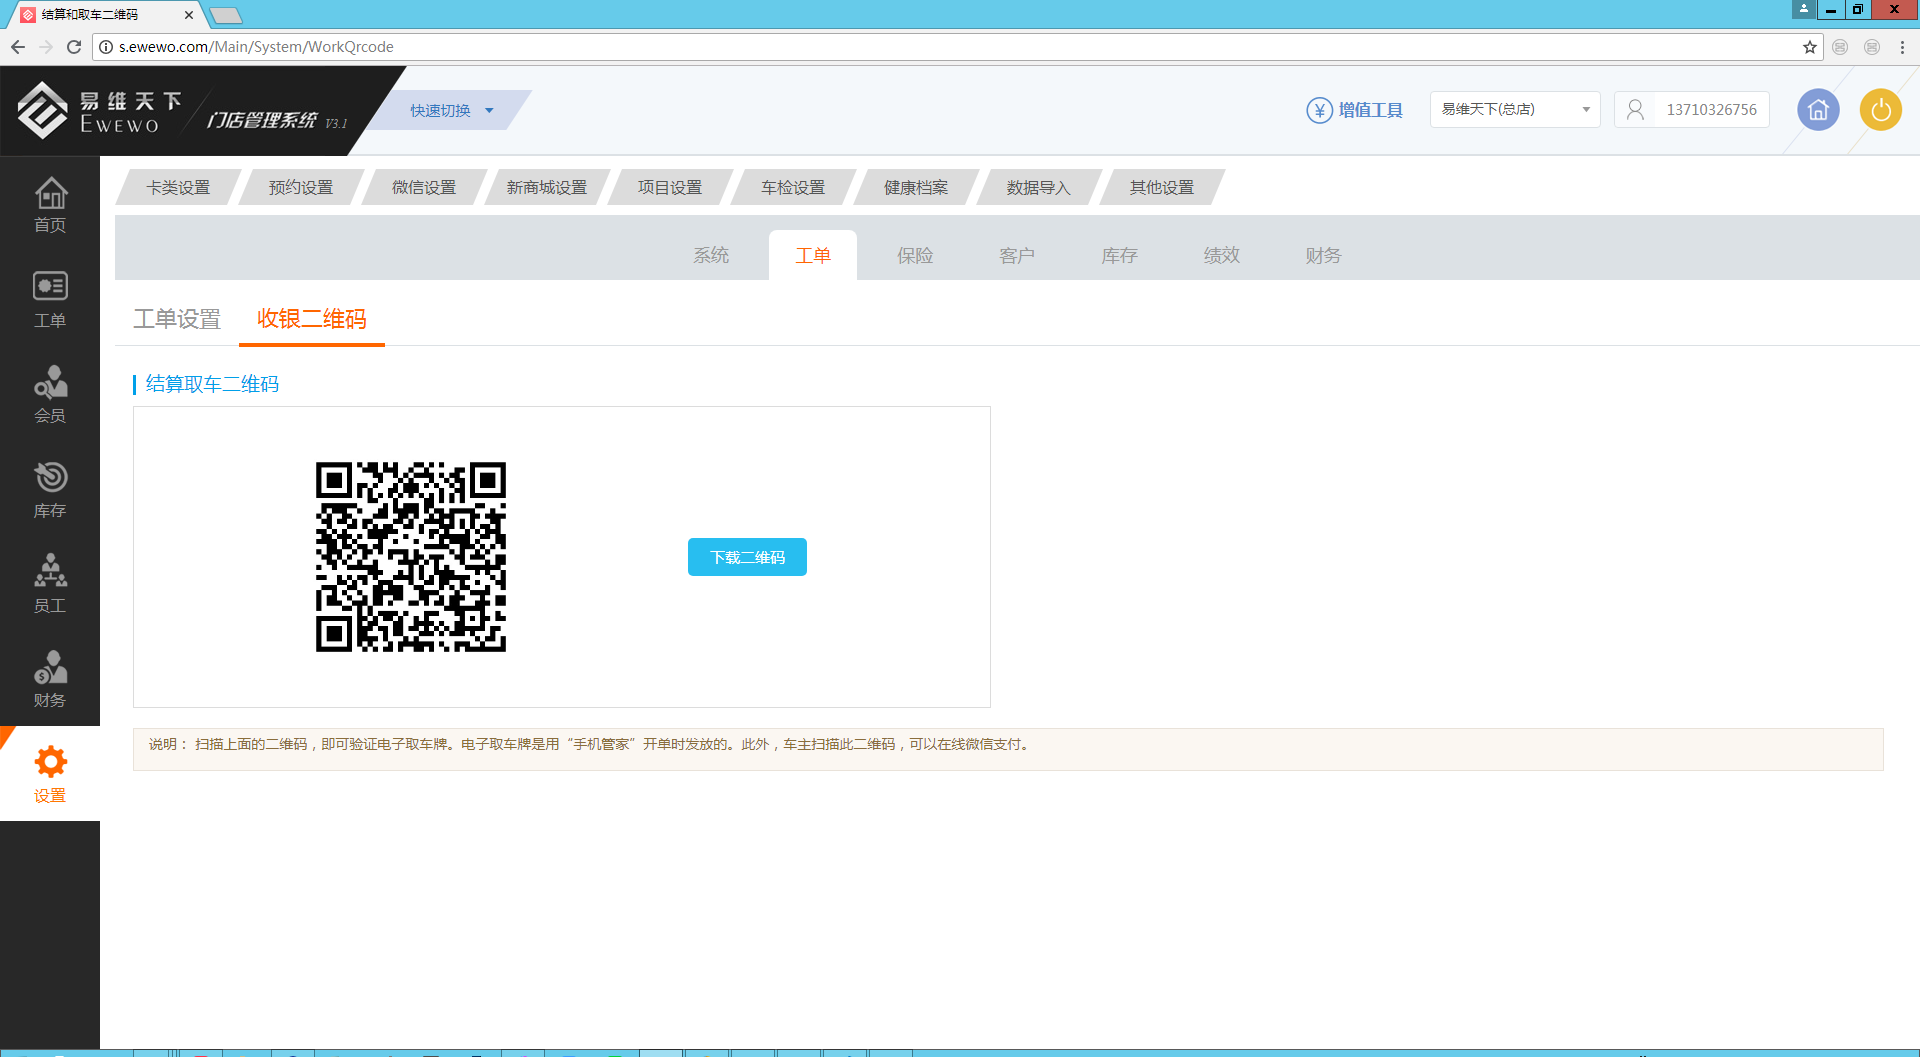 结算和取车二维码
s.ewewo.com/Main/System/WorkQrcode
易维天下
EWEWO
门店管理系统 V3.1
快速切换
增值工具
易维天下(总店)
13710326756
卡类设置 预约设置 微信设置 新商城设置 项目设置 车检设置 健康档案 数据导入 其他设置
系统 工单 保险 客户 库存 绩效 财务
工单设置 收银二维码
首页
工单
会员
库存
员工
财务
设置
结算取车二维码
下载二维码
说明： 扫描上面的二维码，即可验证电子取车牌。电子取车牌是用“手机管家”开单时发放的。此外，车主扫描此二维码，可以在线微信支付。